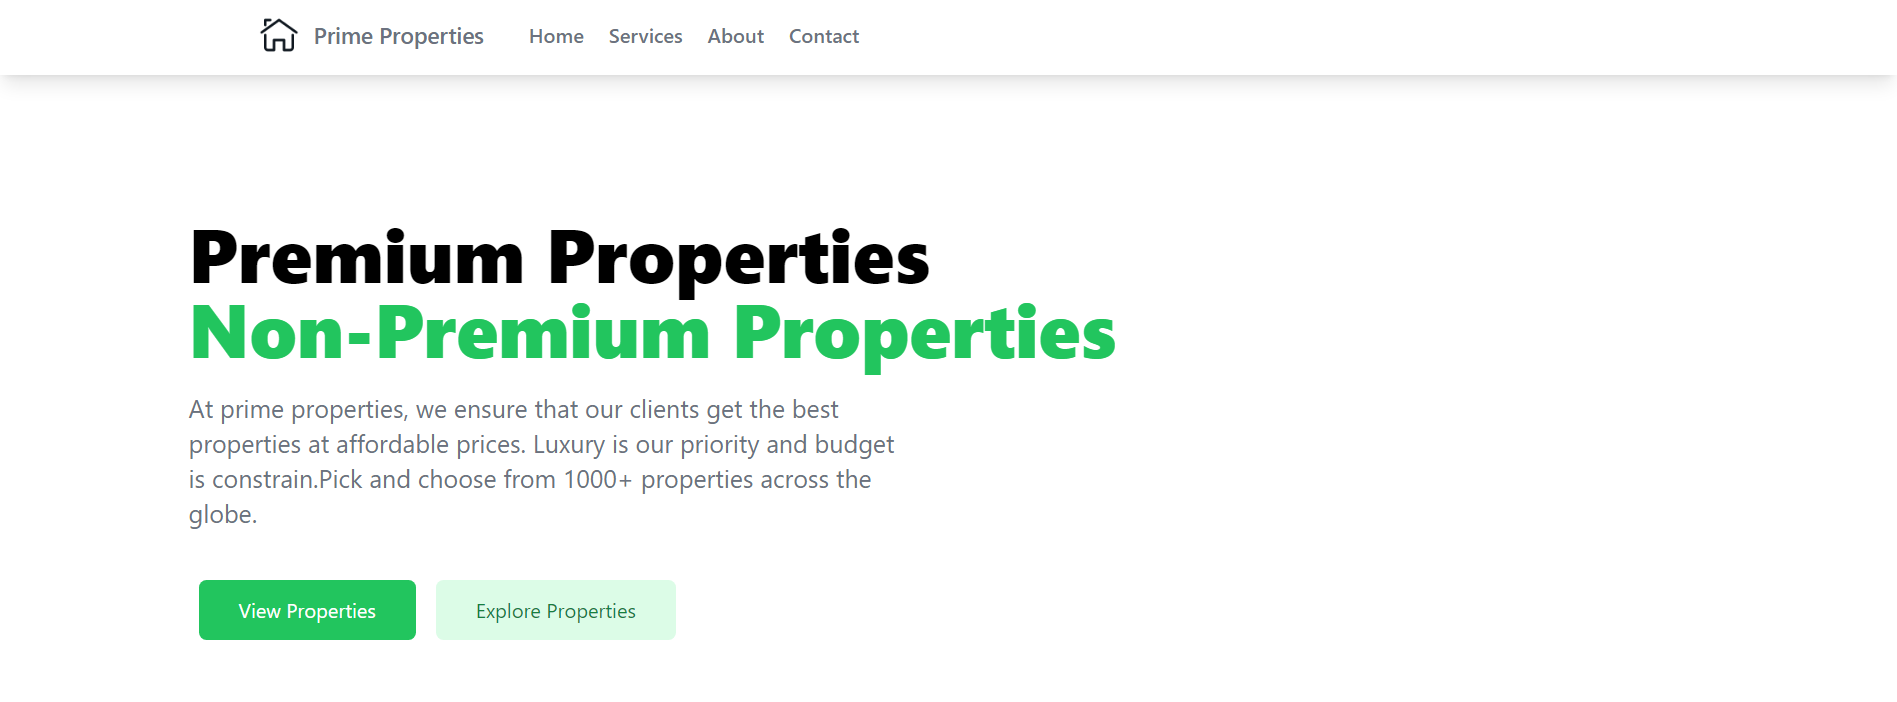 Prime Properties
Home Services About Contact
Premium Properties
Non-Premium Properties
At prime properties, we ensure that our clients get the best
properties at affordable prices. Luxury is our priority and budget
is constrain.Pick and choose from 1000+ properties across the
globe.
View Properties
Explore Properties